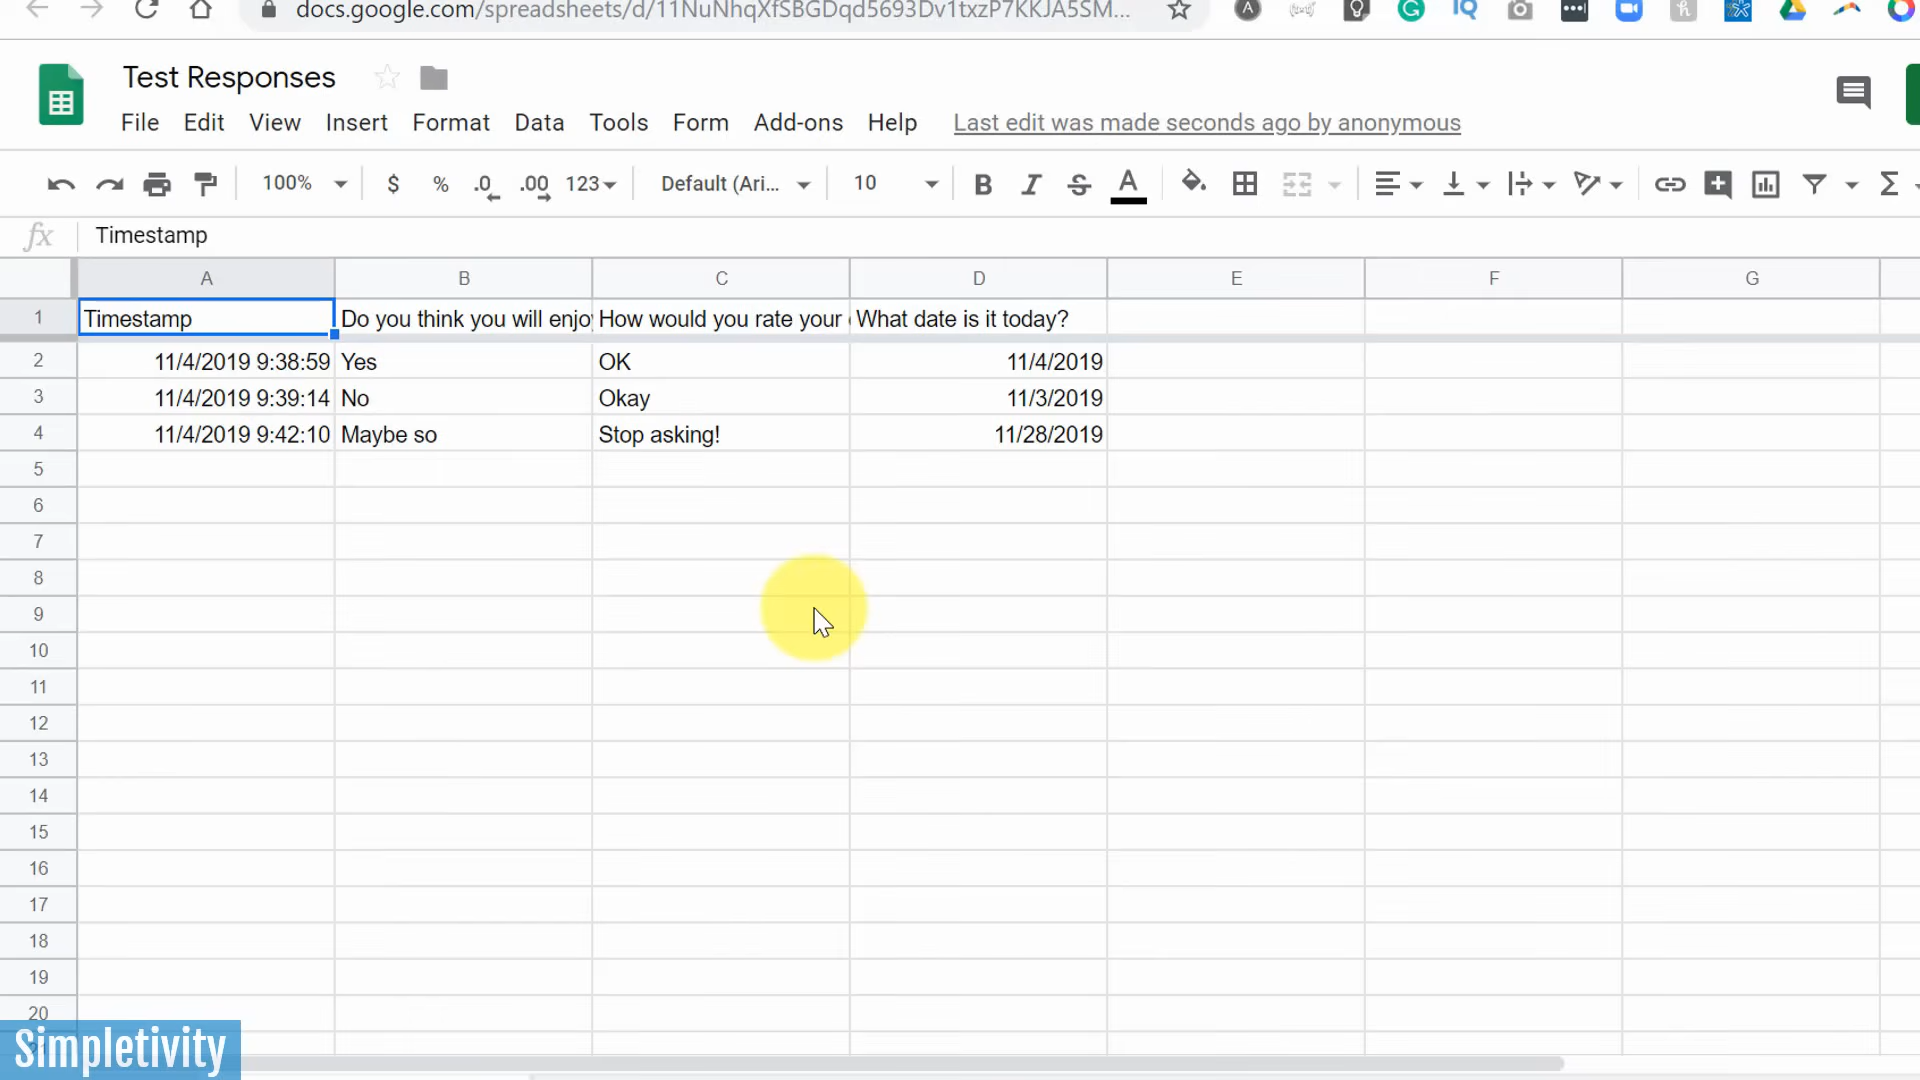 docs.google.com/spreadsheets/d/11NuNhqXfSBGDqd5693Dv1txzP7KKJA5SM...
Test Responses
File Edit View Insert Format Data Tools Form Add-ons Help Last edit was made seconds ago by anonymous
100% $ % .0 .00 123 Default (Ari... 10 B I S A Σ
fx Timestamp
A B C D E F G
1 Timestamp Do you think you will enjo How would you rate your What date is it today?
2 11/4/2019 9:38:59 Yes OK 11/4/2019
3 11/4/2019 9:39:14 No Okay 11/3/2019
4 11/4/2019 9:42:10 Maybe so Stop asking! 11/28/2019
5
6
7
8
9
10
11
12
13
14
15
16
17
18
19
20
Simpletivity